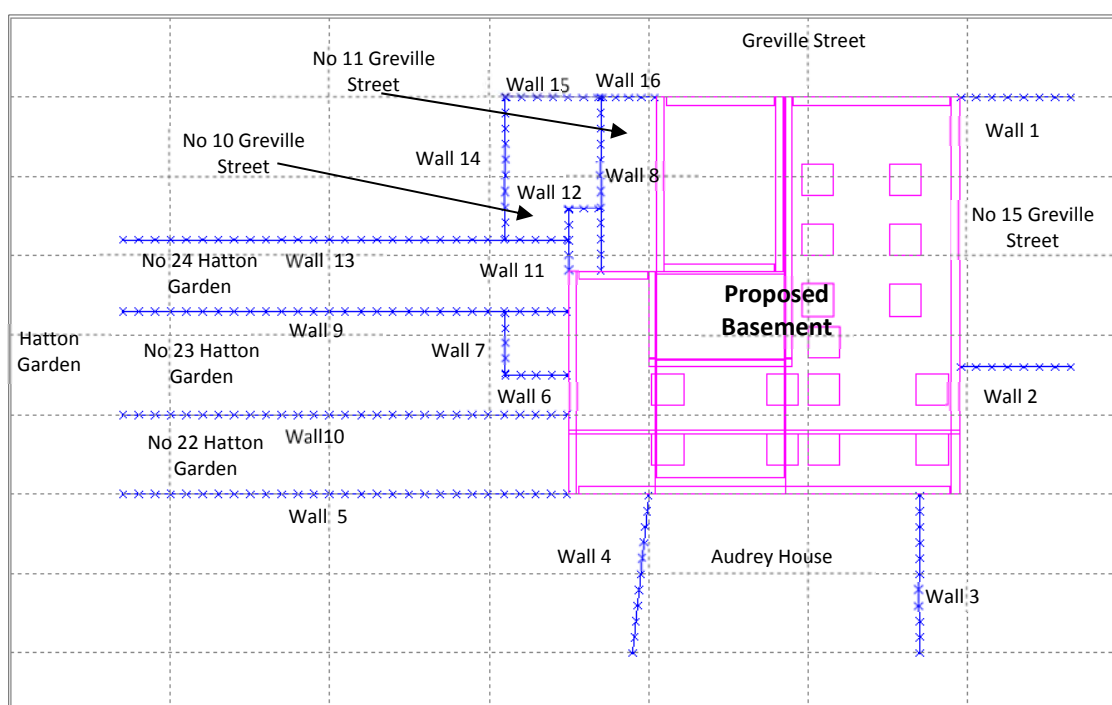 Greville Street
No 11 Greville
Street
Wall 15
Wall 16
Wall 1
No 10 Greville
Street
Wall 14
Wall 12
Wall 8
No 15 Greville
Street
No 24 Hatton
Garden
Wall 13
Wall 11
Proposed
Basement
Hatton
Garden
Wall 9
No 23 Hatton
Garden
Wall 7
Wall 6
Wall 2
Wall10
No 22 Hatton
Garden
Wall 5
Wall 4
Audrey House
Wall 3